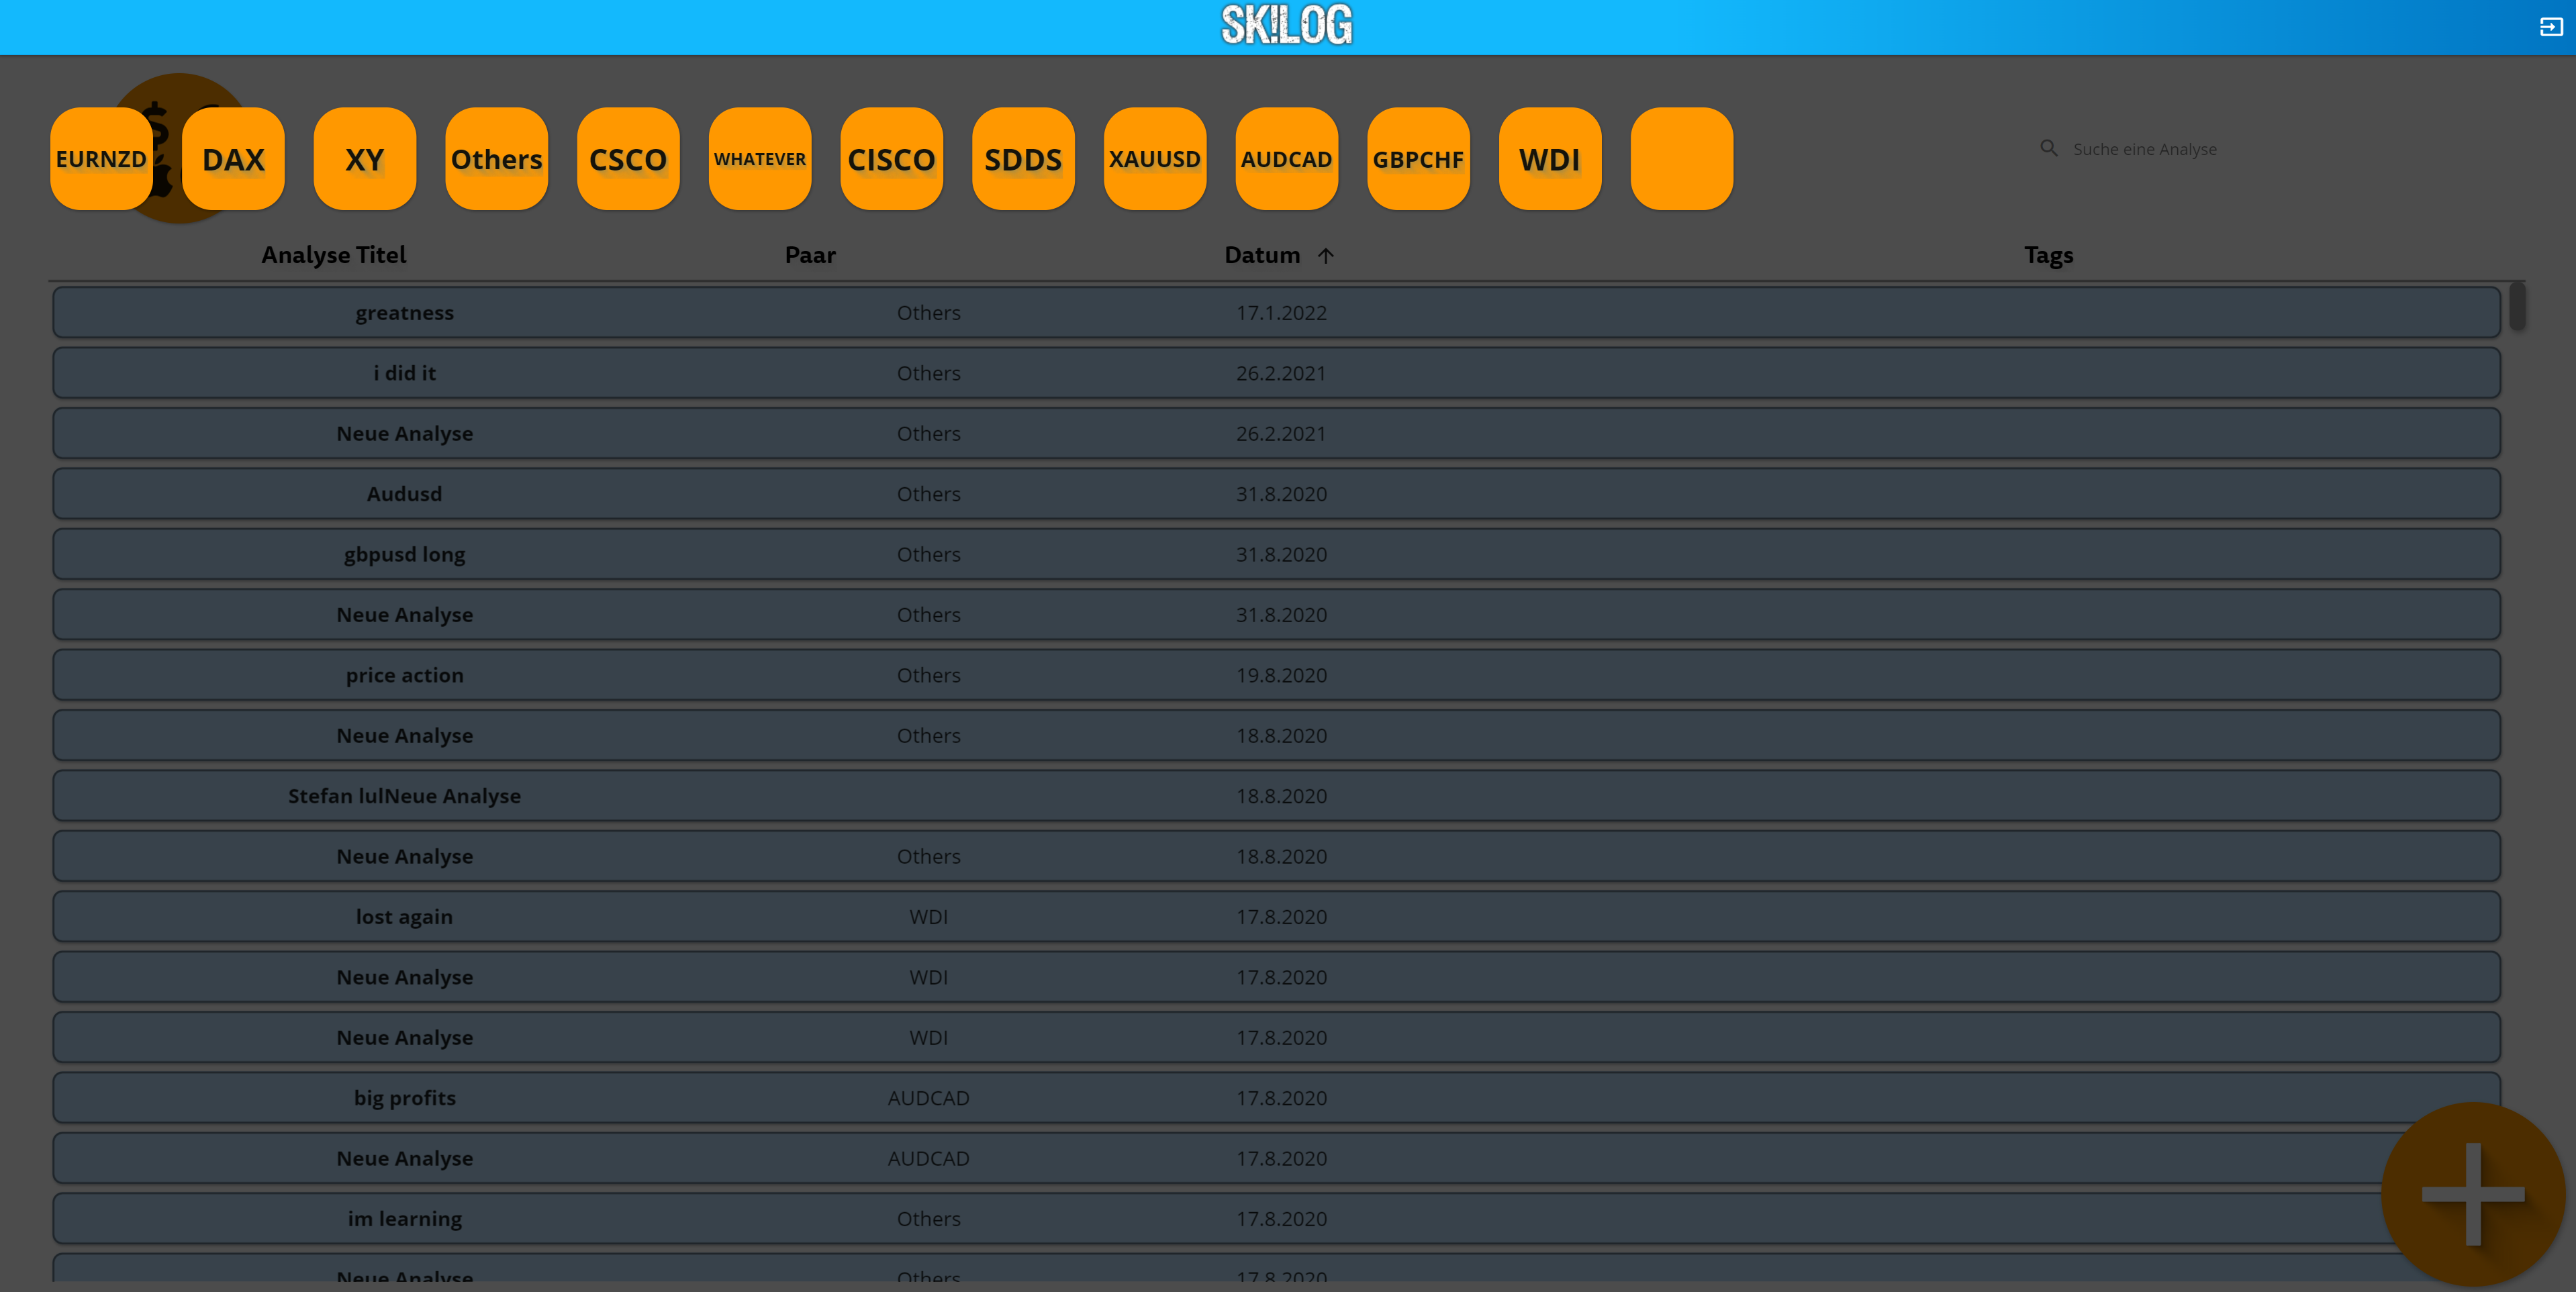 SK!LOG
$
EURNZD DAX XY Others CSCO WHATEVER CISCO SDDS XAUUSD AUDCAD GBPCHF WDI
Suche eine Analyse
Analyse Titel Paar Datum Tags
greatness Others 17.1.2022
i did it Others 26.2.2021
Neue Analyse Others 26.2.2021
Audusd Others 31.8.2020
gbpusd long Others 31.8.2020
Neue Analyse Others 31.8.2020
price action Others 19.8.2020
Neue Analyse Others 18.8.2020
Stefan lulNeue Analyse 18.8.2020
Neue Analyse Others 18.8.2020
lost again WDI 17.8.2020
Neue Analyse WDI 17.8.2020
Neue Analyse WDI 17.8.2020
big profits AUDCAD 17.8.2020
Neue Analyse AUDCAD 17.8.2020
im learning Others 17.8.2020
Neue Analyse Others 17.8.2020